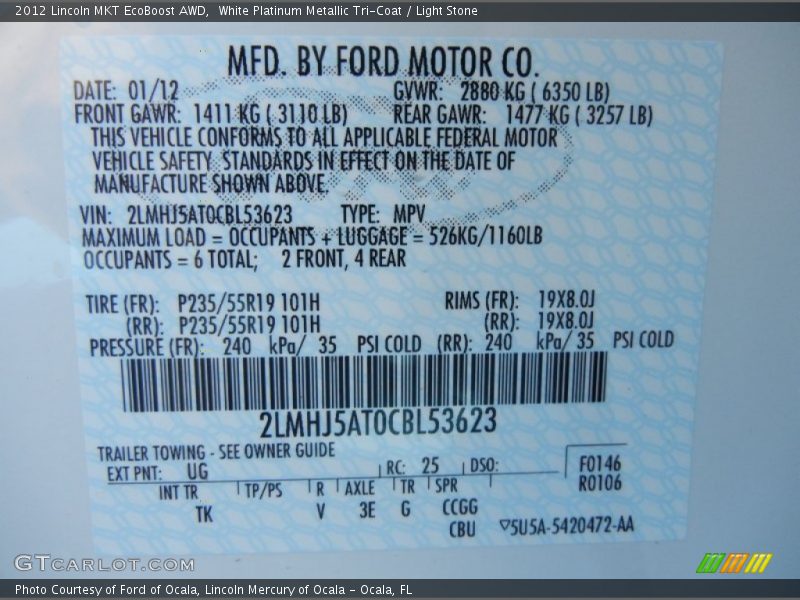 2012 Lincoln MKT EcoBoost AWD,  White Platinum Metallic Tri-Coat / Light Stone
MFD. BY FORD MOTOR CO.
DATE: 01/12 GVWR: 2880 KG ( 6350 LB)
FRONT GAWR: 1411 KG ( 3110 LB) REAR GAWR: 1477 KG ( 3257 LB)
THIS VEHICLE CONFORMS TO ALL APPLICABLE FEDERAL MOTOR
VEHICLE SAFETY STANDARDS IN EFFECT ON THE DATE OF
MANUFACTURE SHOWN ABOVE.
VIN: 2LMHJ5AT0CBL53623 TYPE: MPV
MAXIMUM LOAD = OCCUPANTS + LUGGAGE = 526KG/1160LB
OCCUPANTS = 6 TOTAL; 2 FRONT, 4 REAR
TIRE (FR): P235/55R19 101H RIMS (FR): 19X8.0J
(RR): P235/55R19 101H (RR): 19X8.0J
PRESSURE (FR): 240 kPa/ 35 PSI COLD (RR): 240 kPa/ 35 PSI COLD
2LMHJ5AT0CBL53623
TRAILER TOWING - SEE OWNER GUIDE
EXT PNT: UG RC: 25 DSO: F0146
R0106
INT TR TP/PS R AXLE TR SPR
TK V 3E G CCGG
CBU 5U5A-5420472-AA
GTCARLOT.COM
Photo Courtesy of Ford of Ocala, Lincoln Mercury of Ocala - Ocala, FL